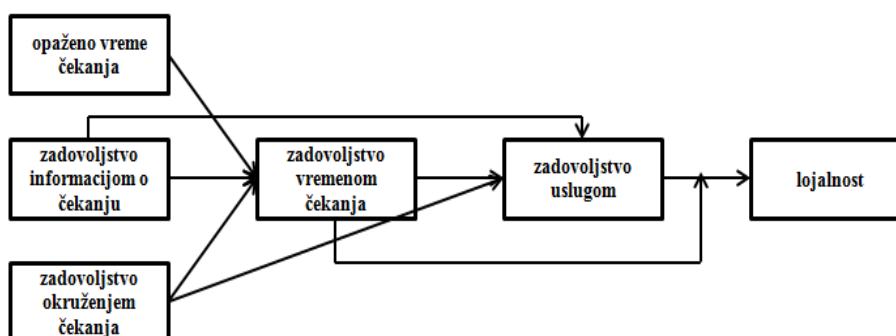 opaženo vreme
čekanja
zadovoljstvo
informacijom o
čekanju
zadovoljstvo
okruženjem
čekanja
zadovoljstvo
vremenom
čekanja
zadovoljstvo
uslugom
lojalnost